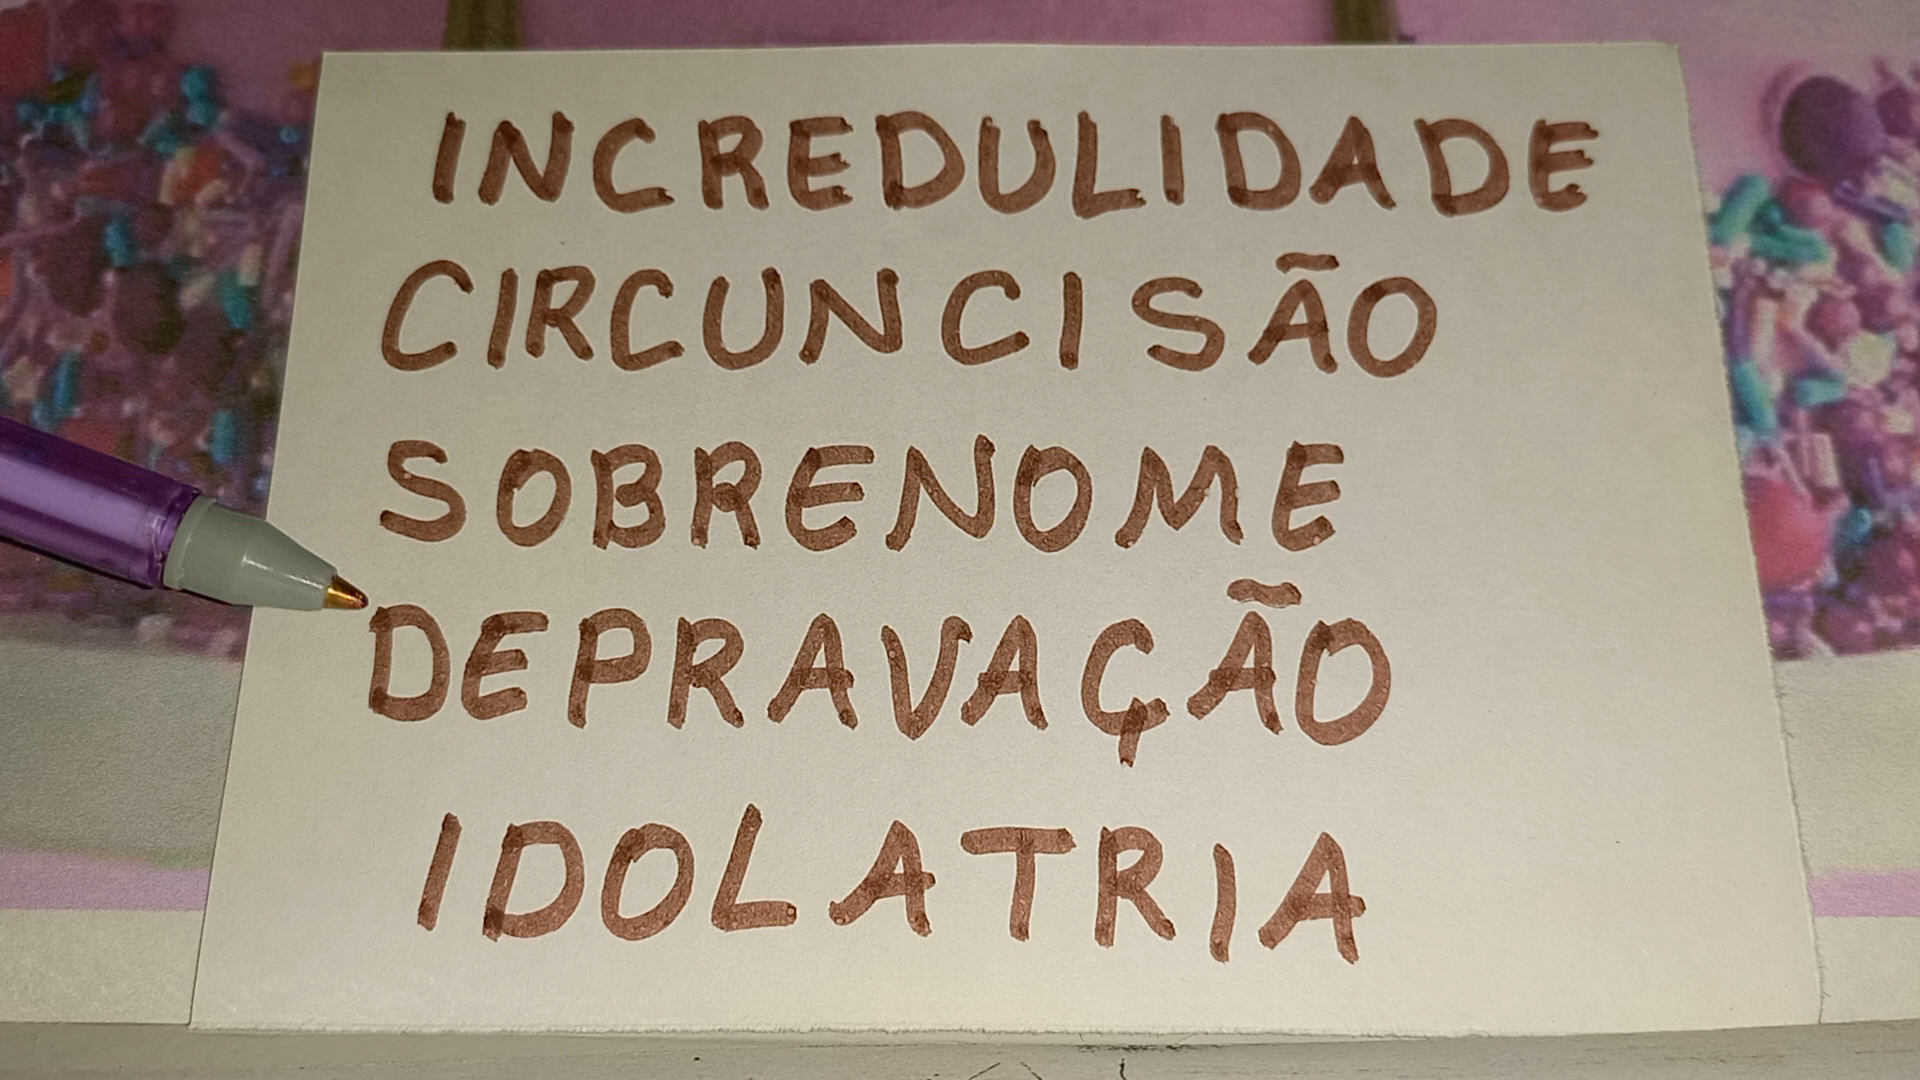 INCREDULIDADE
CIRCUNCISÃO
SOBRENOME
DEPRAVAÇÃO
IDOLATRIA